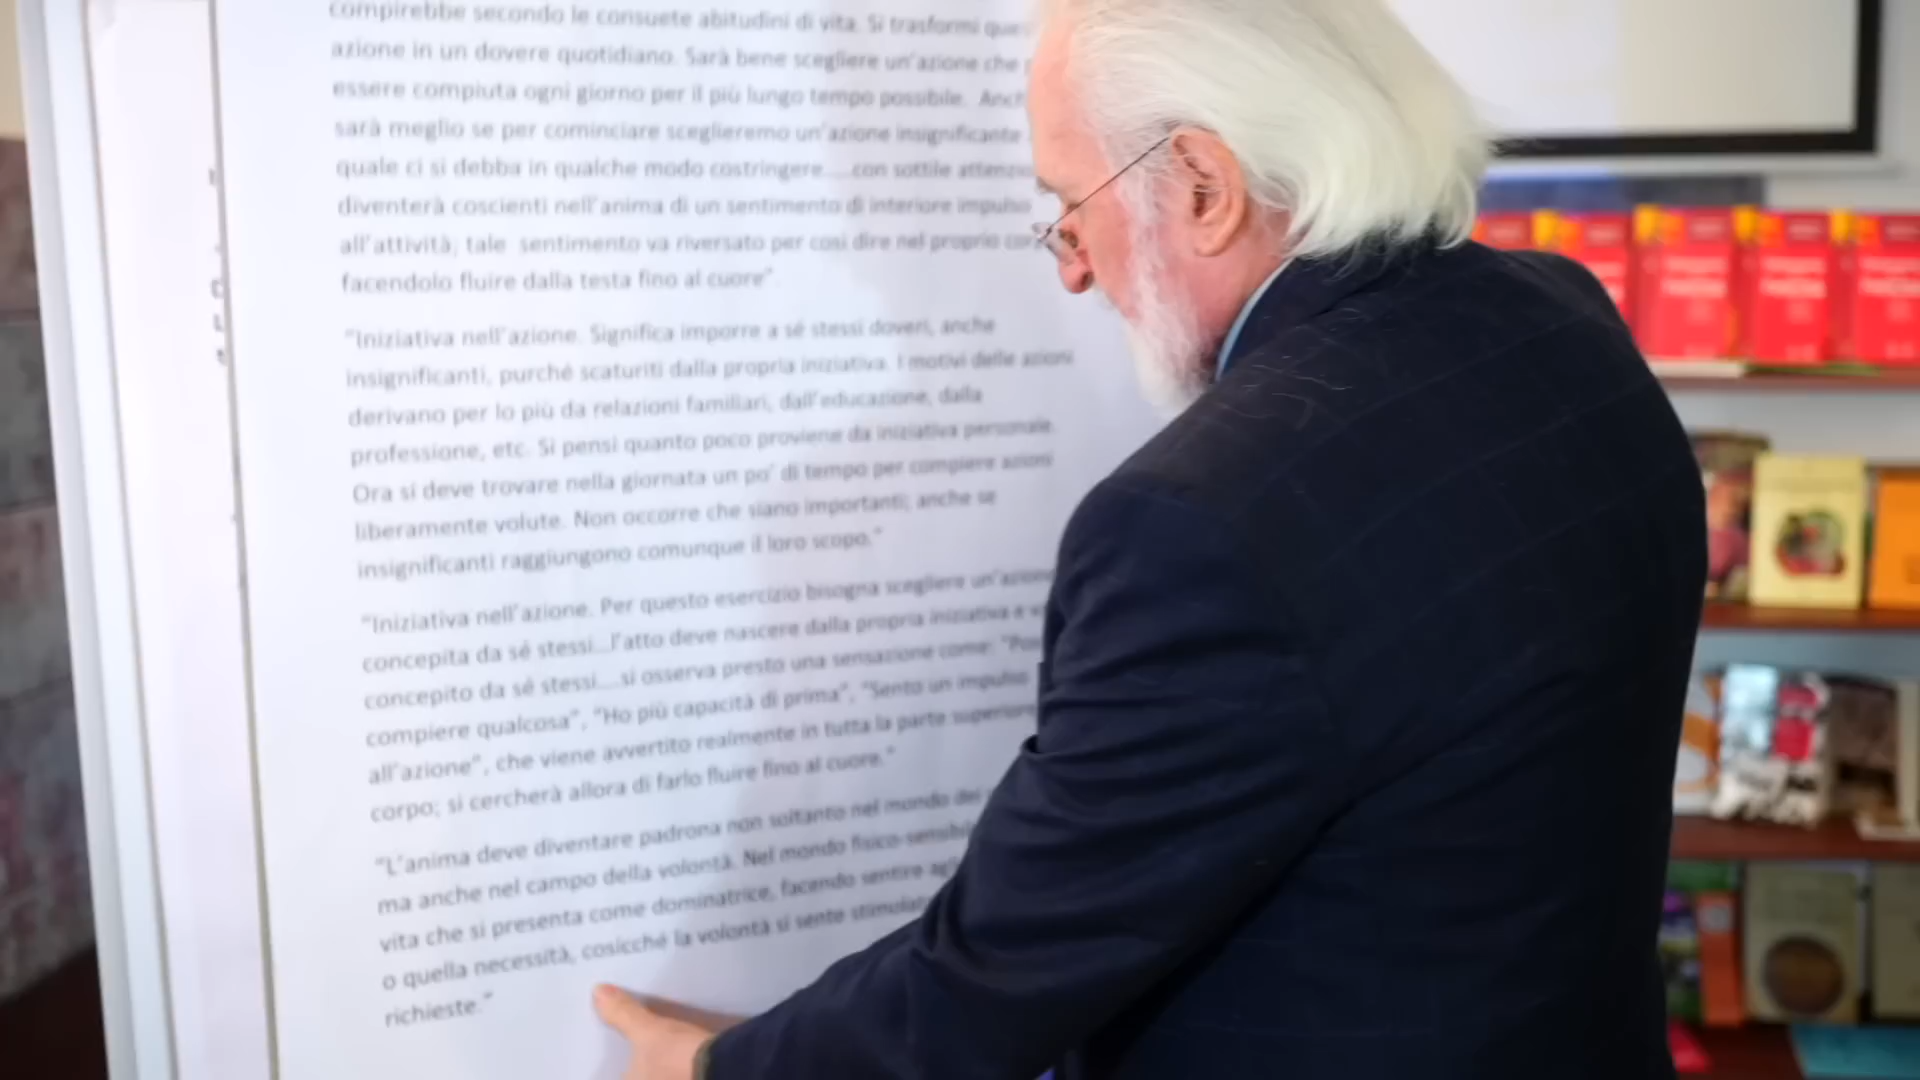 compirebbe secondo le consuete abitudini di vita. Si trasformi
azione in un dovere quotidiano. Sarà bene scegliere un'azione che
essere compiuta ogni giorno per il più lungo tempo possibile.
sarà meglio se per cominciare sceglieremo un'azione insignificante
quale ci si debba in qualche modo costringere....con sottile
diventerà coscienti nell'anima di un sentimento di interiore impulso
all'attività; tale sentimento va riversato per così dire nel proprio
facendolo fluire dalla testa fino al cuore".
"Iniziativa nell'azione. Significa imporre a sé stessi doveri, anche
insignificanti, purché scaturiti dalla propria iniziativa. I motivi delle azioni
derivano per lo più da relazioni familiari, dall'educazione, dalla
professione, etc. Si pensi quanto poco proviene da iniziativa personale.
Ora si deve trovare nella giornata un po' di tempo per compiere azioni
liberamente volute. Non occorre che siano importanti; anche se
insignificanti raggiungono comunque il loro scopo."
"Iniziativa nell'azione. Per questo esercizio bisogna scegliere
concepita da sé stessi...l'atto deve nascere dalla propria iniziativa e
concepito da sé stessi....si osserva presto una sensazione come:
compiere qualcosa", "Ho più capacità di prima", "Sento un impulso
all'azione", che viene avvertito realmente in tutta la parte superiore
corpo; si cercherà allora di farlo fluire fino al cuore."
"L'anima deve diventare padrona non soltanto nel mondo dei
ma anche nel campo della volontà. Nel mondo
vita che si presenta come dominatrice, facendo sentire
o quella necessità, cosicché la volontà si sente
richieste."